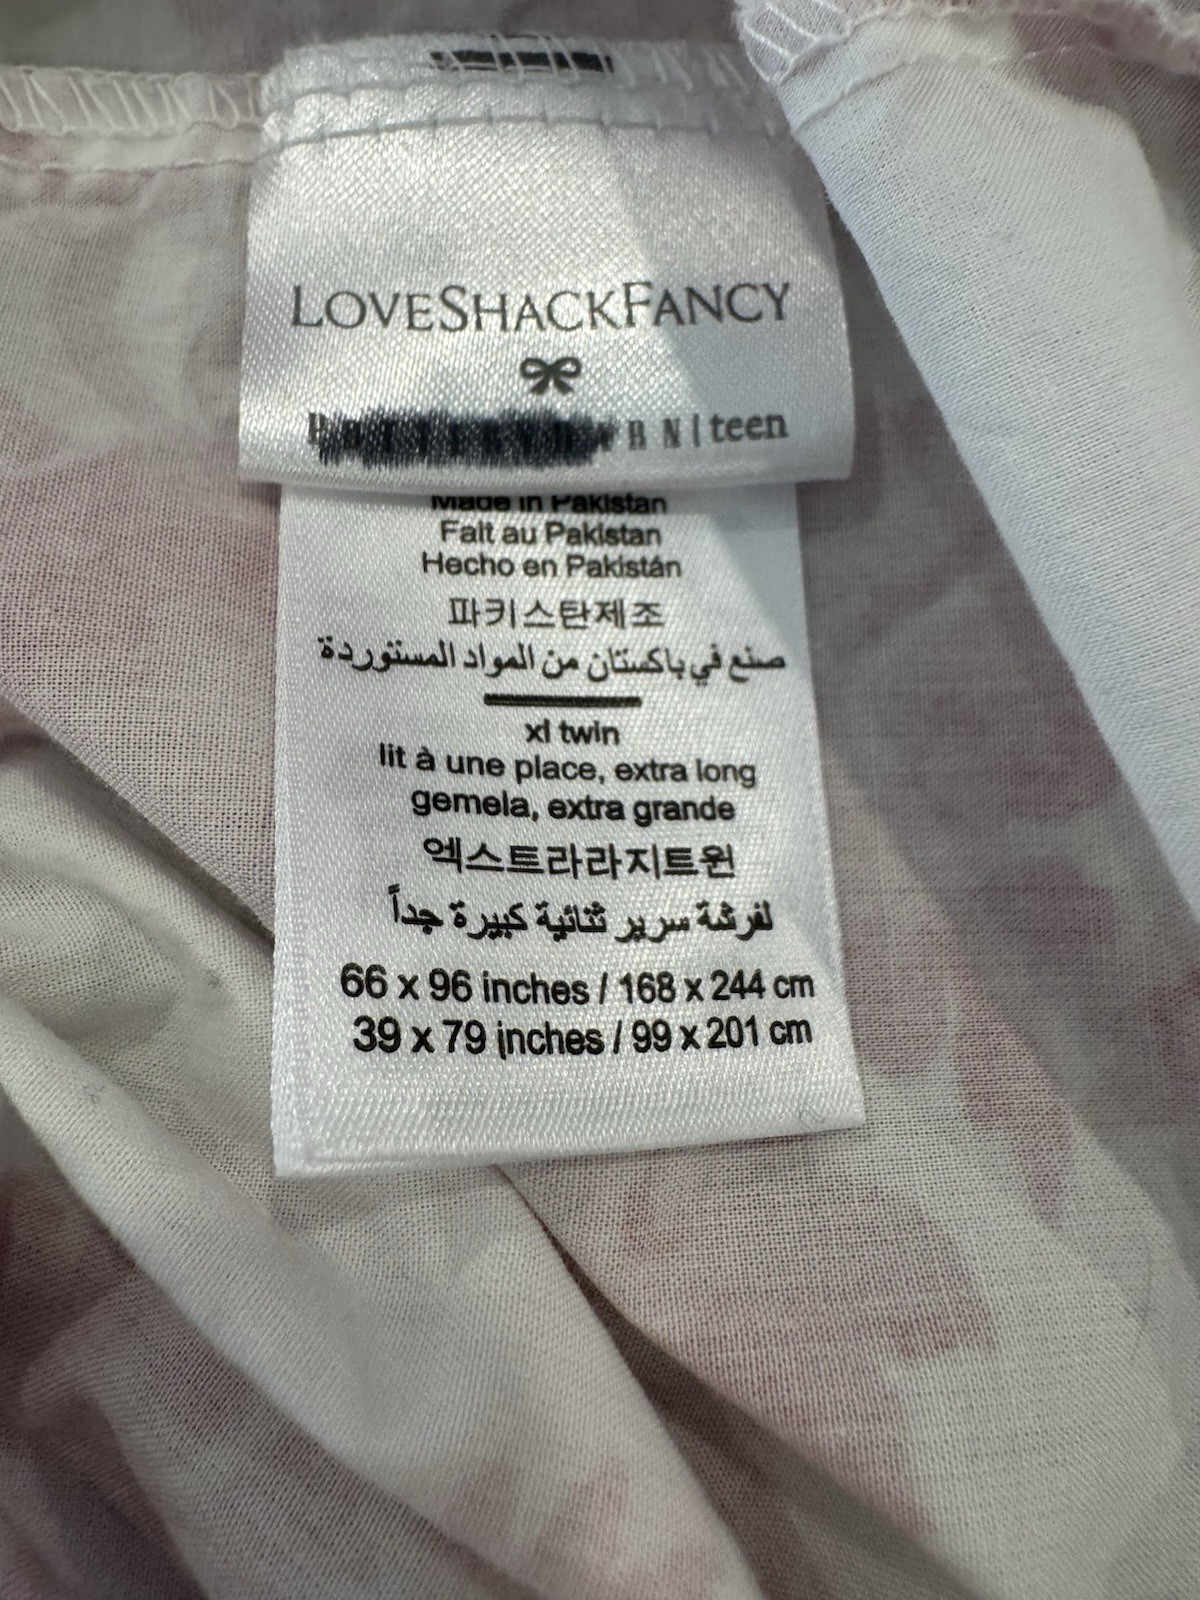 LOVESHACKFANCY
RN | teen
Made in Pakistan
Fait au Pakistan
Hecho en Pakistán
파키스탄제조
صنع في باكستان من المواد المستوردة
xl twin
lit à une place, extra long
gemela, extra grande
엑스트라라지트윈
لفرشة سرير ثنائية كبيرة جداً
66 x 96 inches / 168 x 244 cm
39 x 79 inches / 99 x 201 cm